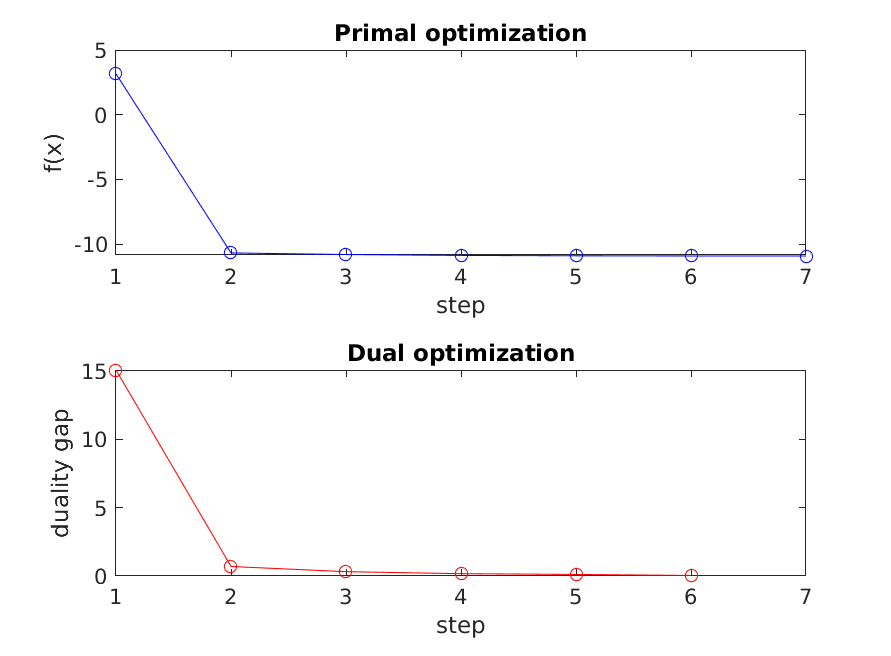 Primal optimization
5
0
-5
-10
f(x)
1 2 3 4 5 6 7
step
Dual optimization
15
10
5
0
duality gap
1 2 3 4 5 6 7
step